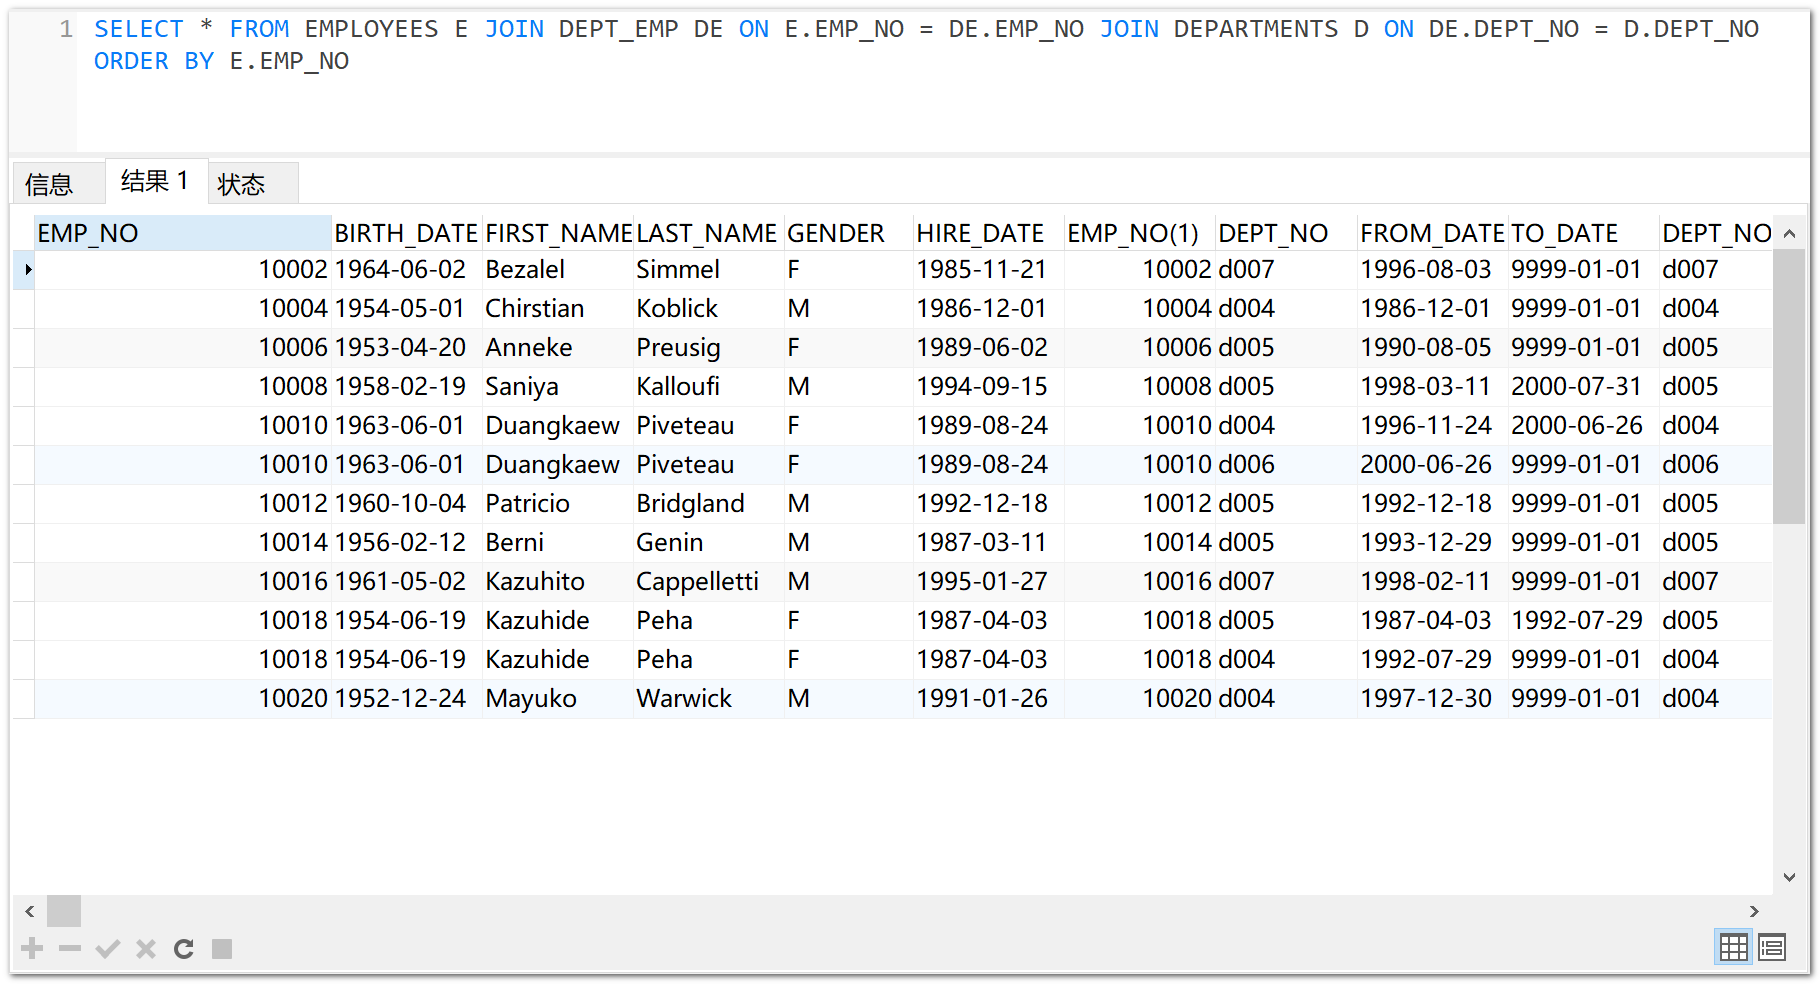 1 SELECT * FROM EMPLOYEES E JOIN DEPT_EMP DE ON E.EMP_NO = DE.EMP_NO JOIN DEPARTMENTS D ON DE.DEPT_NO = D.DEPT_NO
ORDER BY E.EMP_NO
信息 结果 1 状态
EMP_NO BIRTH_DATE FIRST_NAME LAST_NAME GENDER HIRE_DATE EMP_NO(1) DEPT_NO FROM_DATE TO_DATE DEPT_NO
10002 1964-06-02 Bezalel Simmel F 1985-11-21 10002 d007 1996-08-03 9999-01-01 d007
10004 1954-05-01 Chirstian Koblick M 1986-12-01 10004 d004 1986-12-01 9999-01-01 d004
10006 1953-04-20 Anneke Preusig F 1989-06-02 10006 d005 1990-08-05 9999-01-01 d005
10008 1958-02-19 Saniya Kalloufi M 1994-09-15 10008 d005 1998-03-11 2000-07-31 d005
10010 1963-06-01 Duangkaew Piveteau F 1989-08-24 10010 d004 1996-11-24 2000-06-26 d004
10010 1963-06-01 Duangkaew Piveteau F 1989-08-24 10010 d006 2000-06-26 9999-01-01 d006
10012 1960-10-04 Patricio Bridgland M 1992-12-18 10012 d005 1992-12-18 9999-01-01 d005
10014 1956-02-12 Berni Genin M 1987-03-11 10014 d005 1993-12-29 9999-01-01 d005
10016 1961-05-02 Kazuhito Cappelletti M 1995-01-27 10016 d007 1998-02-11 9999-01-01 d007
10018 1954-06-19 Kazuhide Peha F 1987-04-03 10018 d005 1987-04-03 1992-07-29 d005
10018 1954-06-19 Kazuhide Peha F 1987-04-03 10018 d004 1992-07-29 9999-01-01 d004
10020 1952-12-24 Mayuko Warwick M 1991-01-26 10020 d004 1997-12-30 9999-01-01 d004